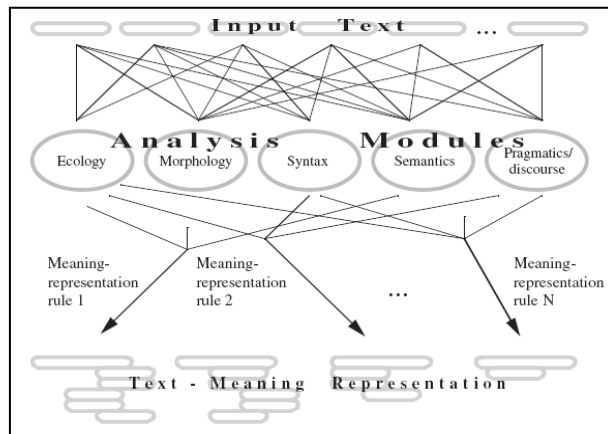 Input Text
...
Analysis Modules
Ecology
Morphology
Syntax
Semantics
Pragmatics/
discourse
Meaning-
representation
rule 1
Meaning-
representation
rule 2
...
Meaning-
representation
rule N
Text - Meaning Representation